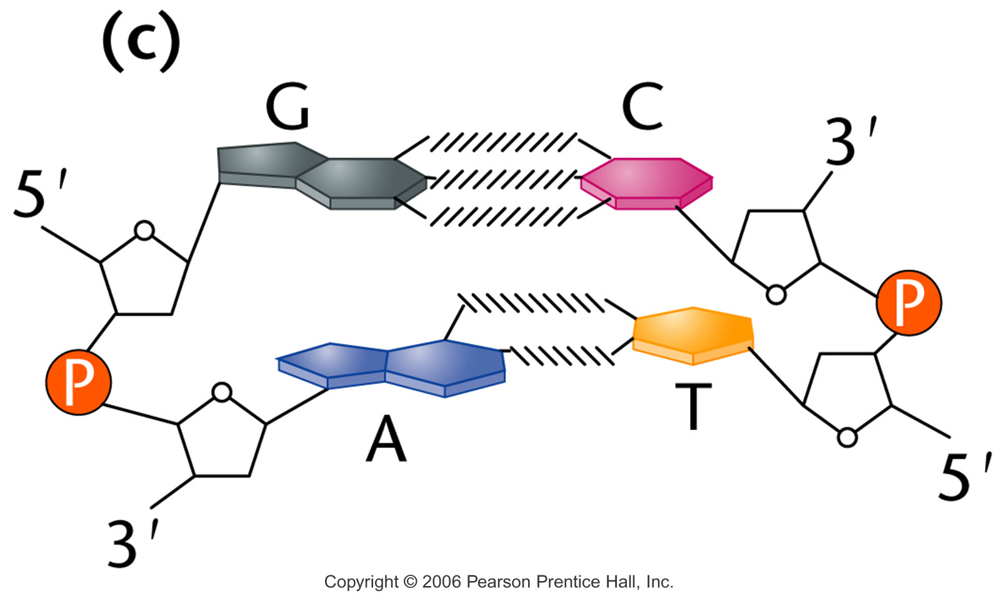 (c)
G
C
3′
5′
P
P
A
T
5′
3′
Copyright © 2006 Pearson Prentice Hall, Inc.